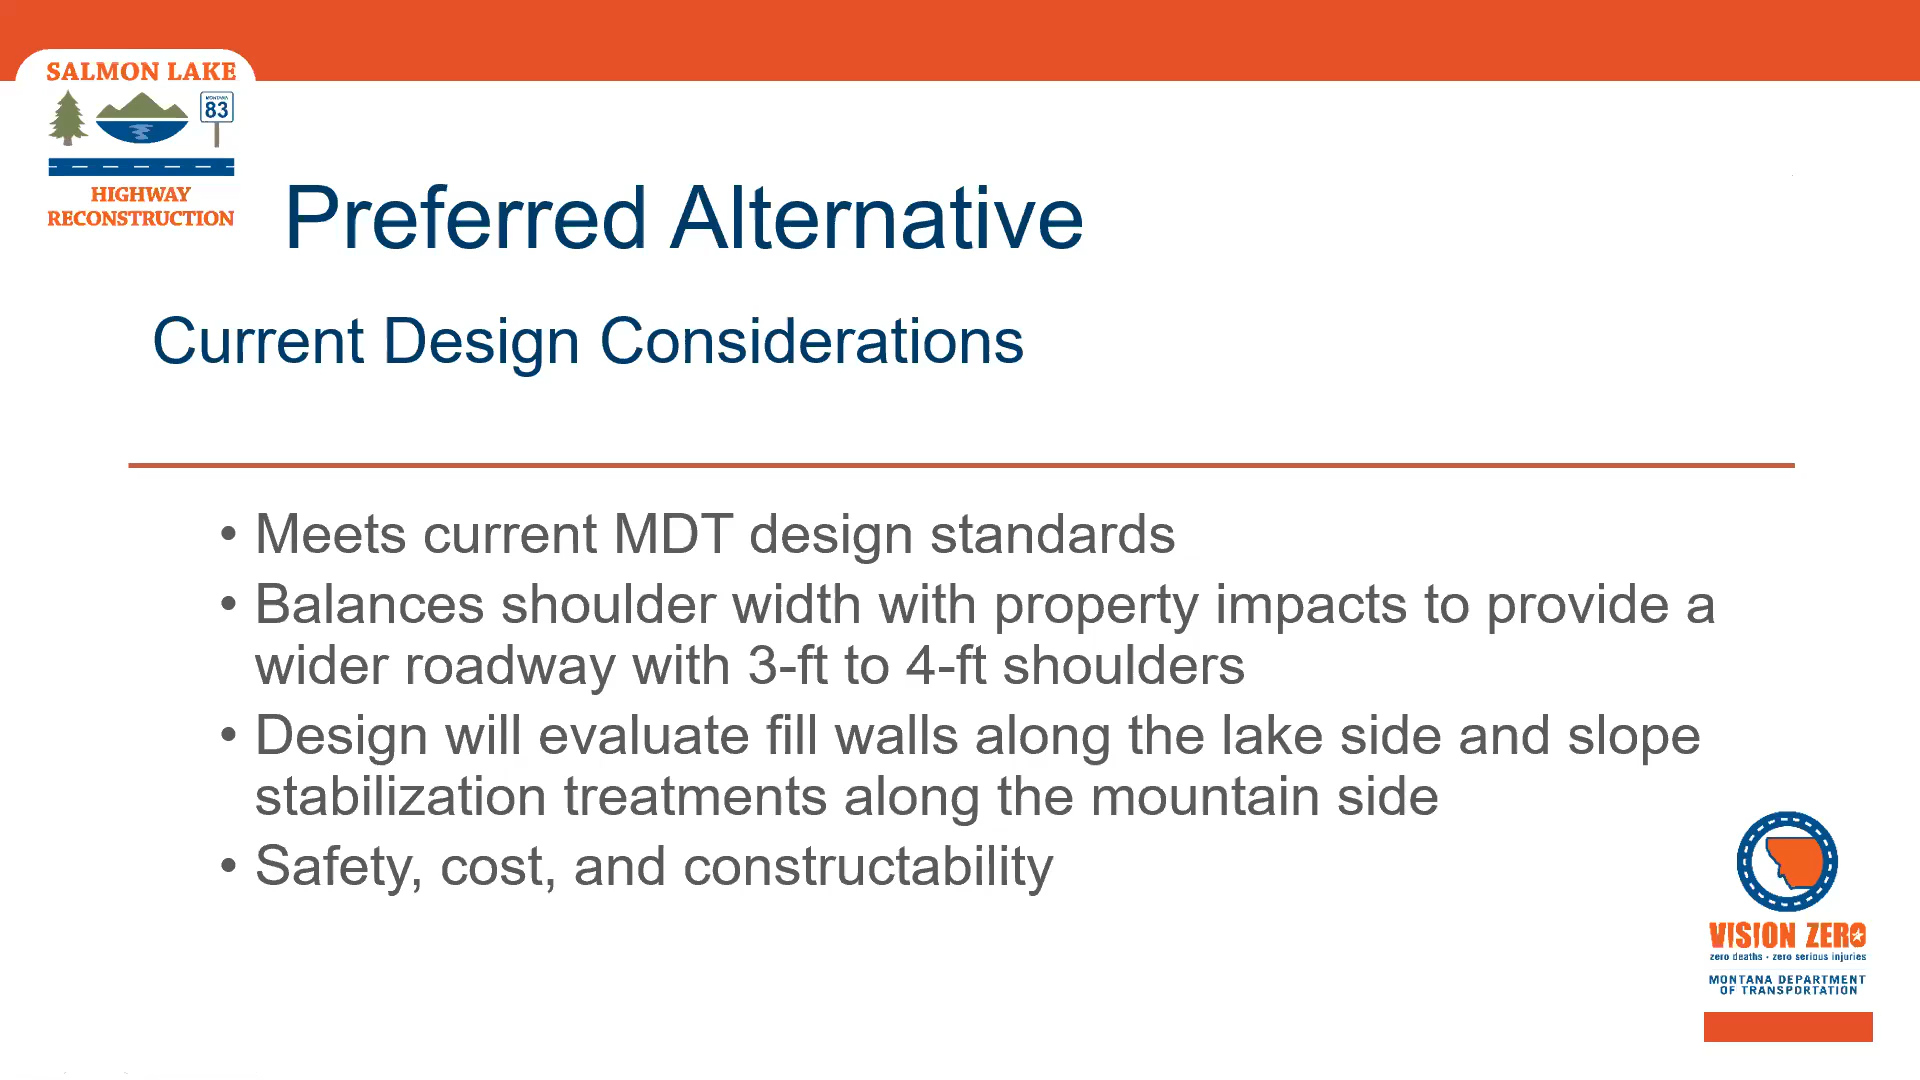 SALMON LAKE
MONTANA
83
HIGHWAY
RECONSTRUCTION
Preferred Alternative
Current Design Considerations
• Meets current MDT design standards
• Balances shoulder width with property impacts to provide a
wider roadway with 3-ft to 4-ft shoulders
• Design will evaluate fill walls along the lake side and slope
stabilization treatments along the mountain side
• Safety, cost, and constructability
VISION ZERO
zero deaths · zero serious injuries
MONTANA DEPARTMENT
OF TRANSPORTATION